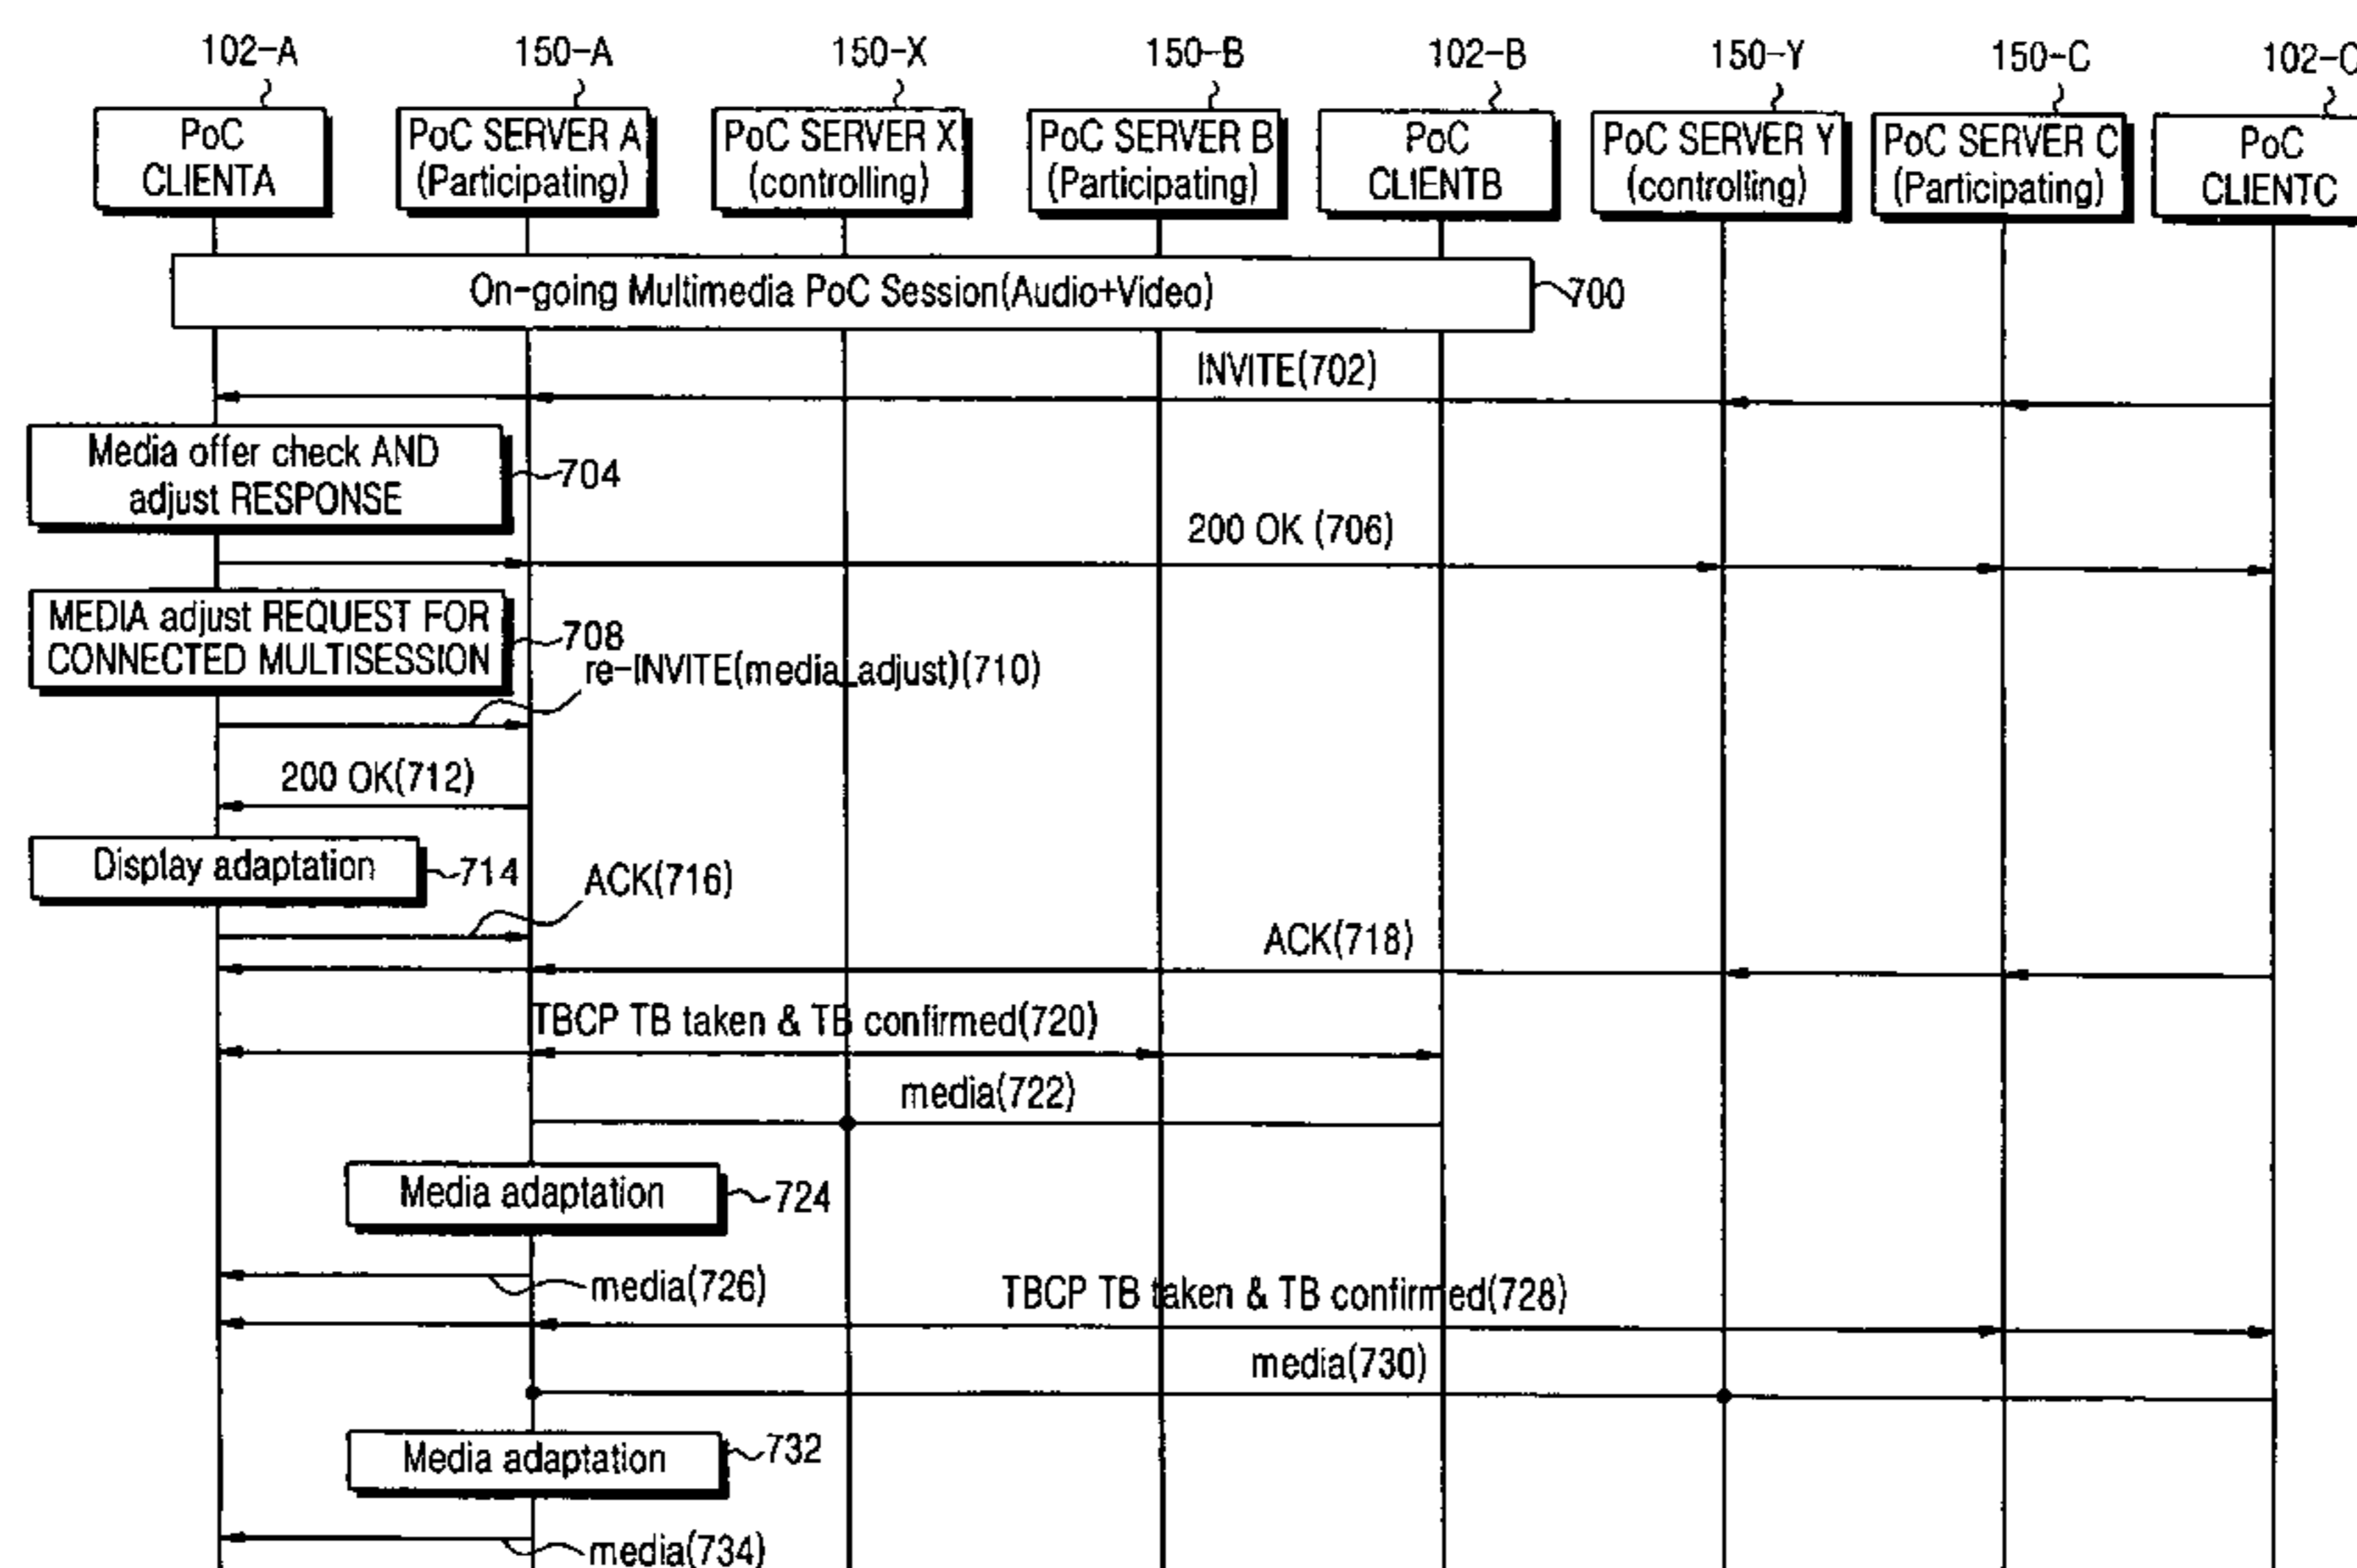 102-A
150-A
150-X
150-B
102-B
150-Y
150-C
PoC
CLIENTA
PoC SERVER A
(Participating)
PoC SERVER X
(controlling)
PoC SERVER B
(Participating)
PoC
CLIENTB
PoC SERVER Y
(controlling)
PoC SERVER C
(Participating)
PoC
CLIENTC
On-going Multimedia PoC Session(Audio+Video)
700
INVITE(702)
Media offer check AND
adjust RESPONSE
704
200 OK (706)
MEDIA adjust REQUEST FOR
CONNECTED MULTISESSION
708
re-INVITE(media_adjust)(710)
200 OK(712)
Display adaptation
714
ACK(716)
ACK(718)
TBCP TB taken & TB confirmed(720)
media(722)
Media adaptation
724
media(726)
TBCP TB taken & TB confirmed(728)
media(730)
Media adaptation
732
media(734)